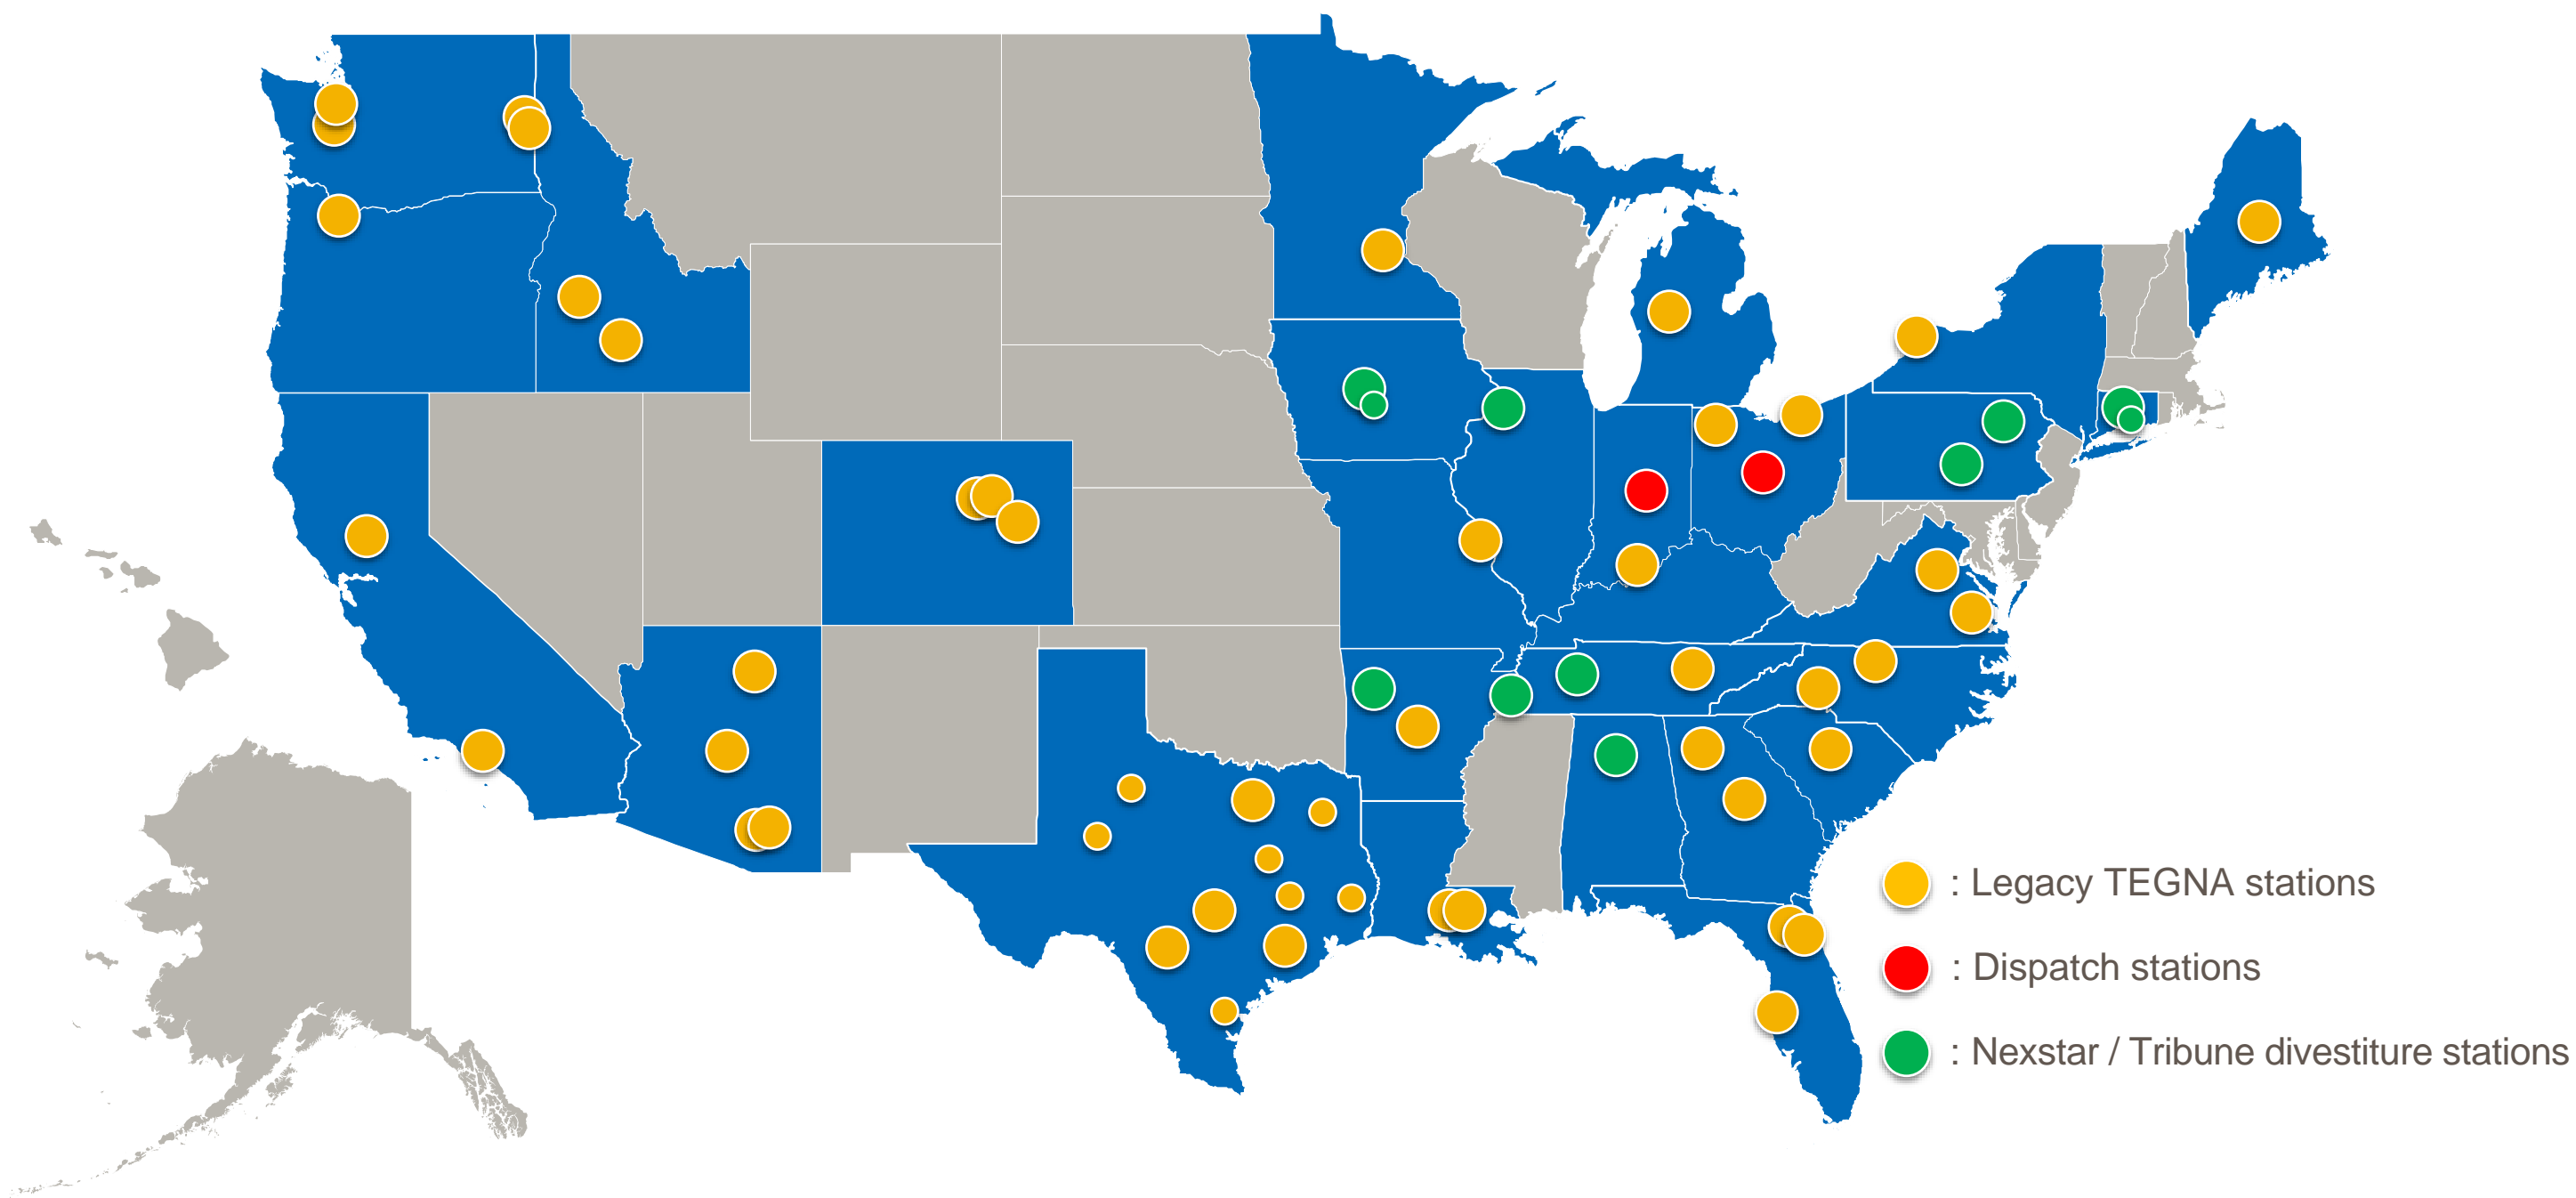 : Legacy TEGNA stations
: Dispatch stations
: Nexstar / Tribune divestiture stations